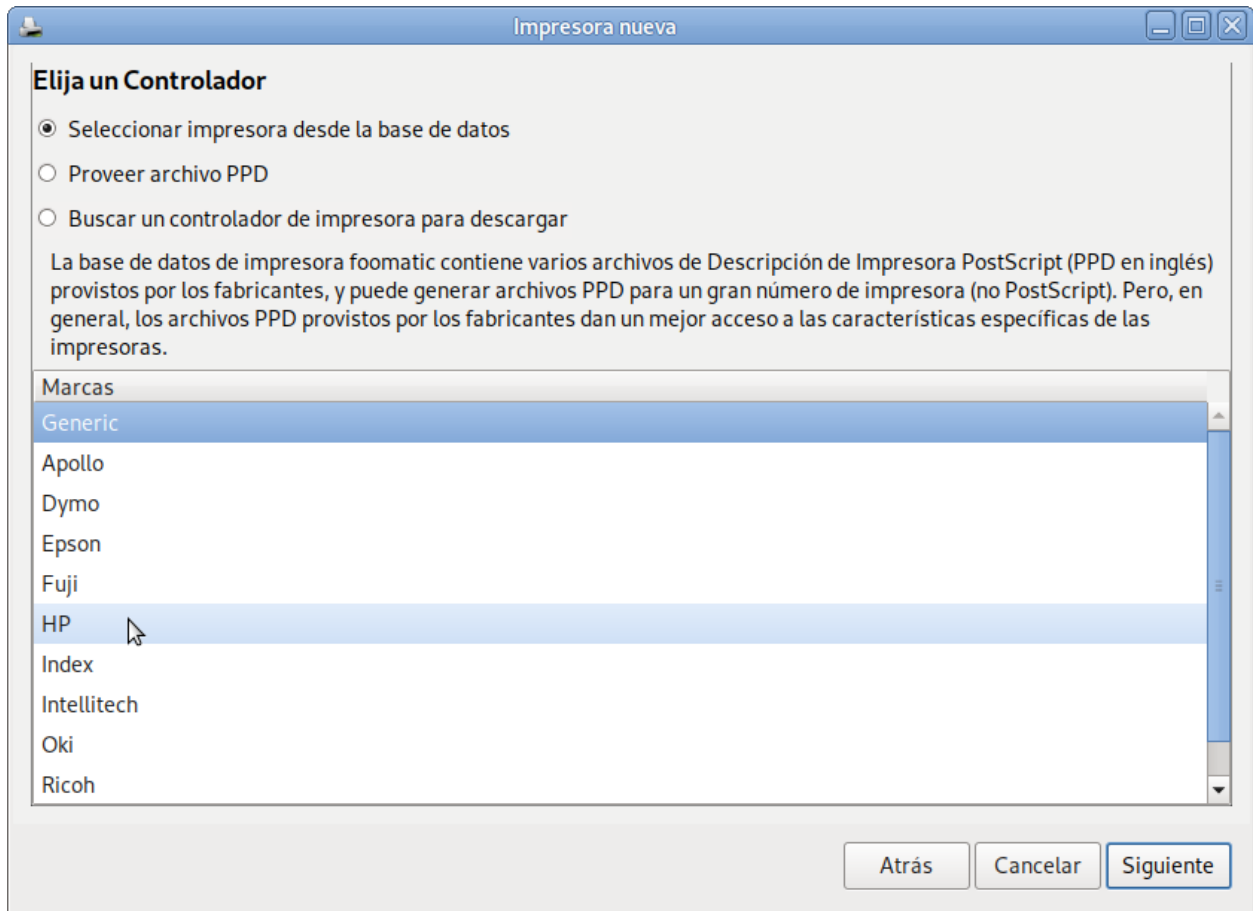 Impresora nueva
Elija un Controlador
Seleccionar impresora desde la base de datos
Proveer archivo PPD
Buscar un controlador de impresora para descargar
La base de datos de impresora foomatic contiene varios archivos de Descripción de Impresora PostScript (PPD en inglés)
provistos por los fabricantes, y puede generar archivos PPD para un gran número de impresora (no PostScript). Pero, en
general, los archivos PPD provistos por los fabricantes dan un mejor acceso a las características específicas de las
impresoras.
Marcas
Generic
Apollo
Dymo
Epson
Fuji
HP
Index
Intellitech
Oki
Ricoh
Atrás Cancelar Siguiente